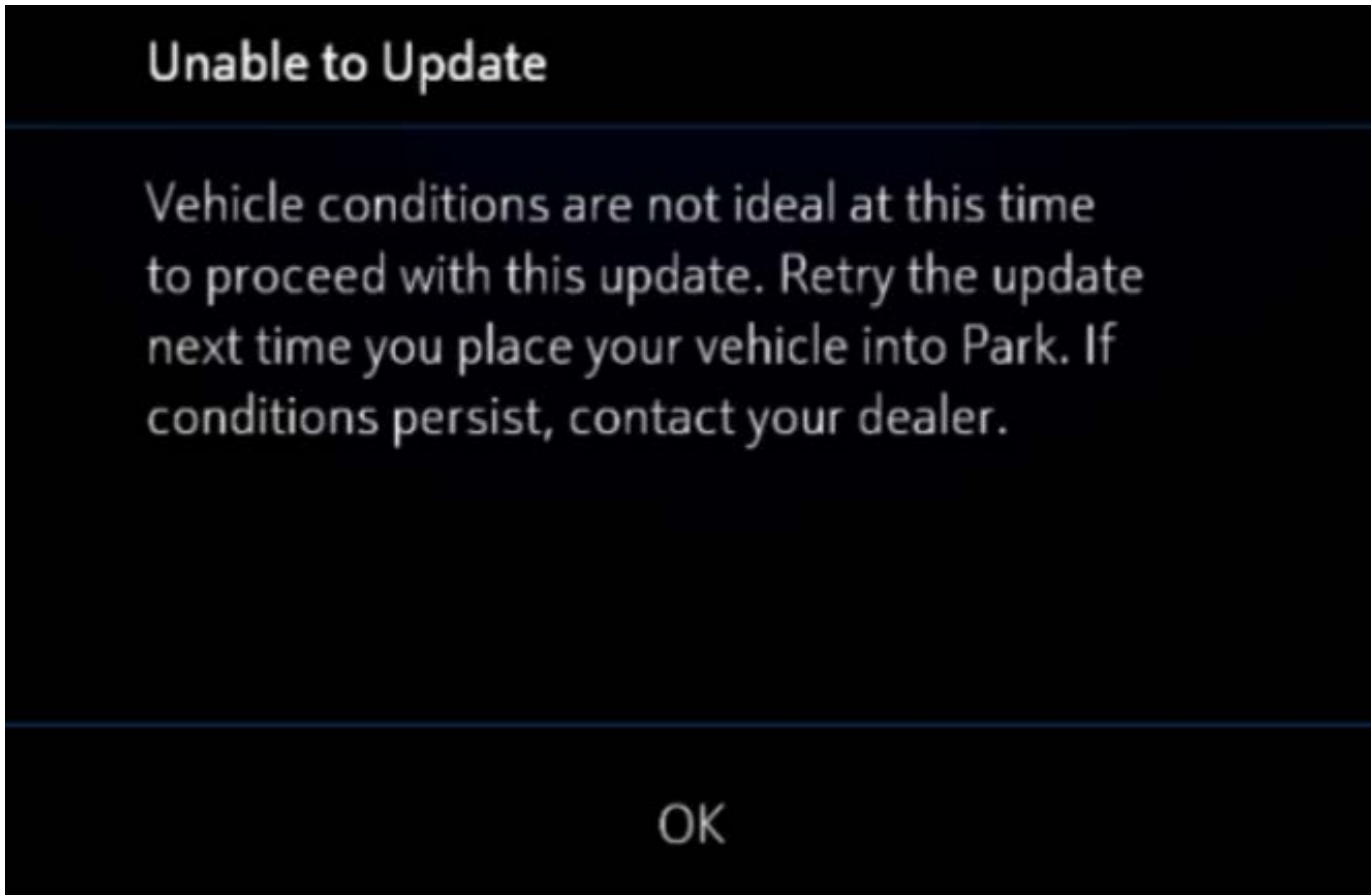 Unable to Update
Vehicle conditions are not ideal at this time
to proceed with this update. Retry the update
next time you place your vehicle into Park. If
conditions persist, contact your dealer.
OK